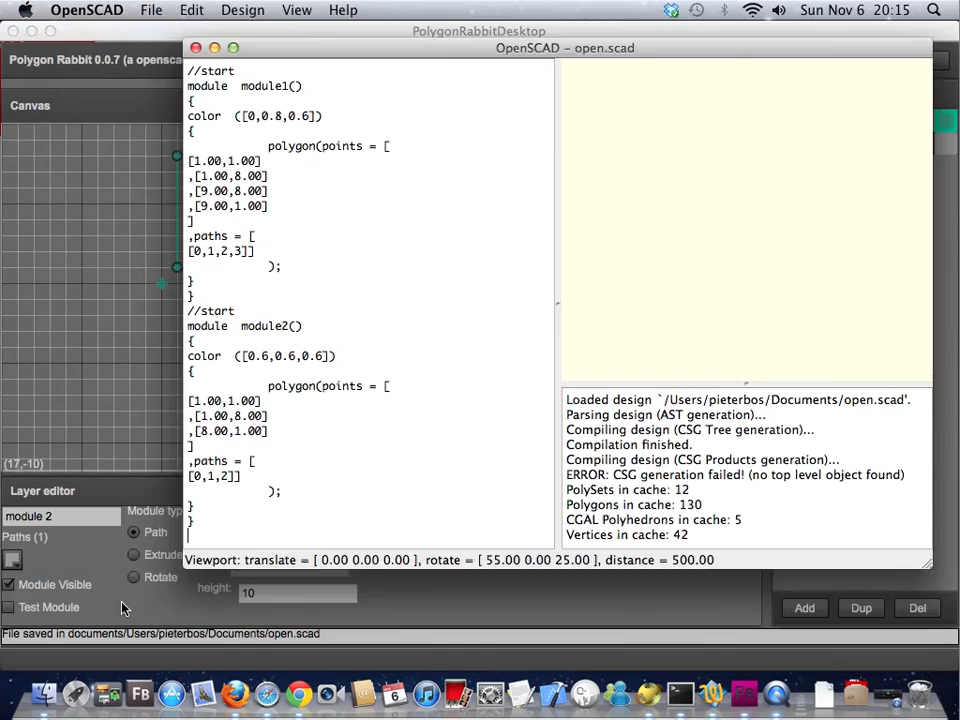 OpenSCAD File Edit Design View Help Sun Nov 6 20:15
PolygonRabbitDesktop
Polygon Rabbit 0.0.7 (a opensca
Canvas
(17,-10)
Layer editor
module 2
Module typ
Paths (1)
Path
Extrude
Rotate
Module Visible
Test Module
height:
10
Add Dup Del
File saved in documents/Users/pieterbos/Documents/open.scad
OpenSCAD – open.scad
//start
module module1()
{
color ([0,0.8,0.6])
{
polygon(points = [
[1.00,1.00]
,[1.00,8.00]
,[9.00,8.00]
,[9.00,1.00]
]
,paths = [
[0,1,2,3]]
);
}
}
//start
module module2()
{
color ([0.6,0.6,0.6])
{
polygon(points = [
[1.00,1.00]
,[1.00,8.00]
,[8.00,1.00]
]
,paths = [
[0,1,2]]
);
}
}
Loaded design `/Users/pieterbos/Documents/open.scad'.
Parsing design (AST generation)...
Compiling design (CSG Tree generation)...
Compilation finished.
Compiling design (CSG Products generation)...
ERROR: CSG generation failed! (no top level object found)
PolySets in cache: 12
Polygons in cache: 130
CGAL Polyhedrons in cache: 5
Vertices in cache: 42
Viewport: translate = [ 0.00 0.00 0.00 ], rotate = [ 55.00 0.00 25.00 ], distance = 500.00
Fb
6